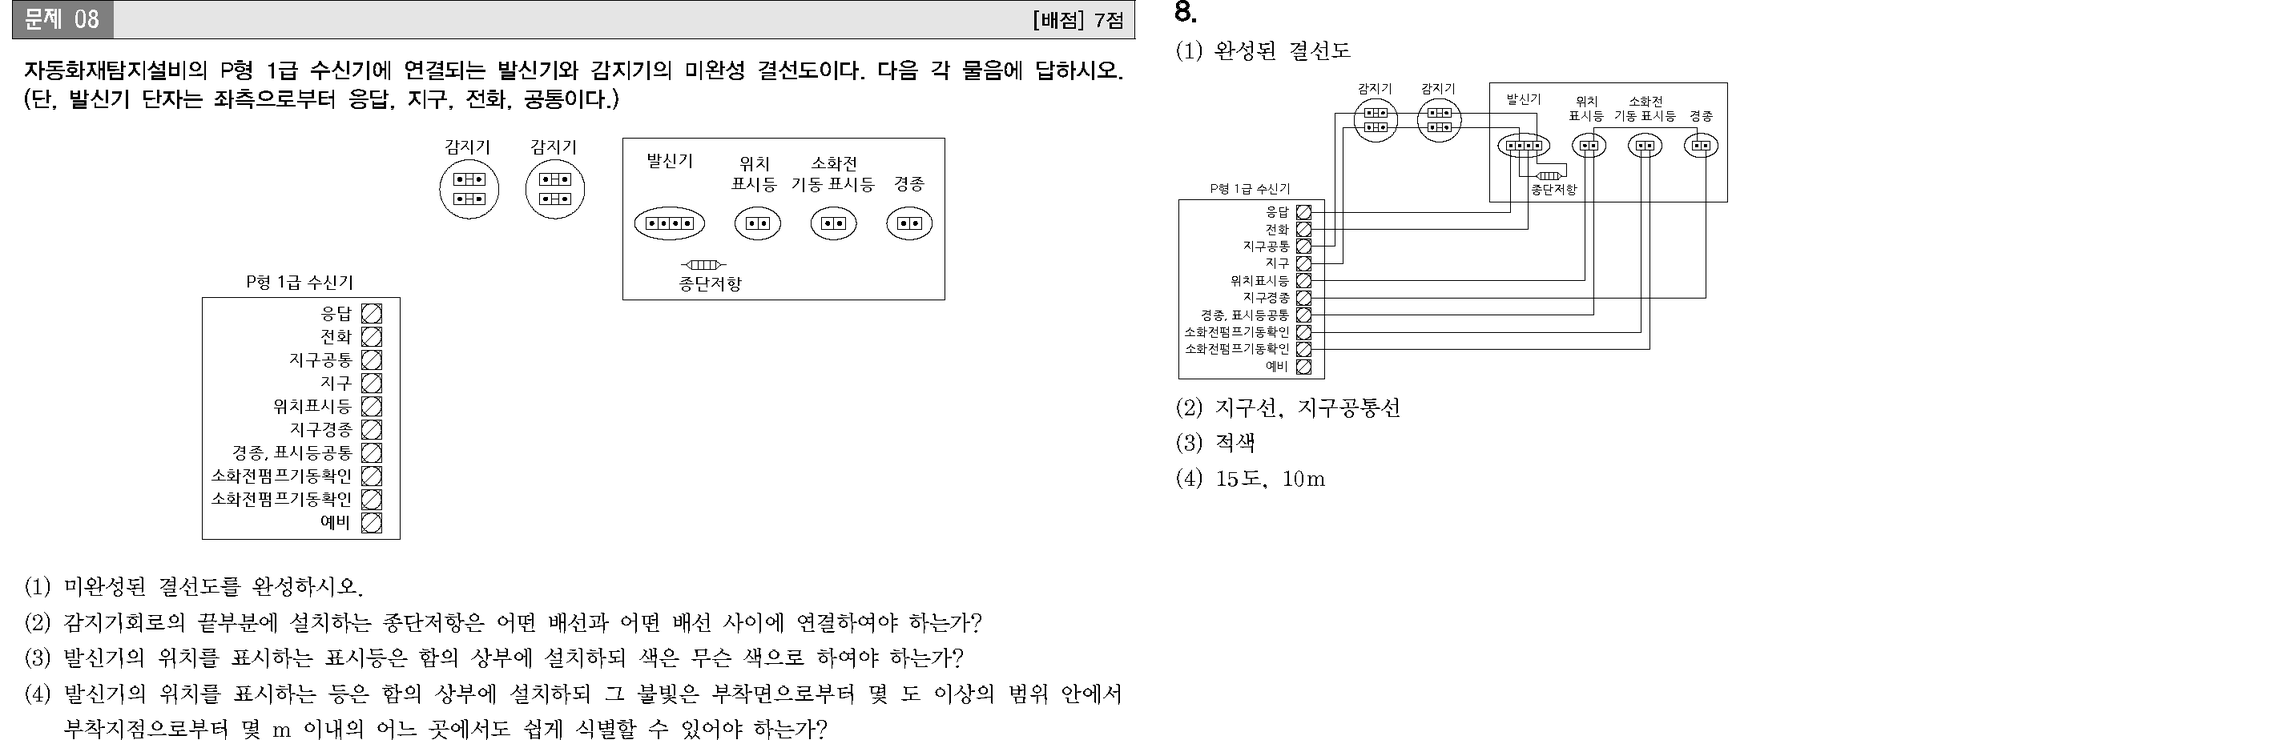 문제 08
[배점] 7점
자동화재탐지설비의 P형 1급 수신기에 연결되는 발신기와 감지기의 미완성 결선도이다. 다음 각 물음에 답하시오.
(단, 발신기 단자는 좌측으로부터 응답, 지구, 전화, 공통이다.)
감지기 감지기
발신기
위치
표시등
소화전
기동 표시등
경종
종단저항
P형 1급 수신기
응답
전화
지구공통
지구
위치표시등
지구경종
경종, 표시등공통
소화전펌프기동확인
소화전펌프기동확인
예비
(1) 미완성된 결선도를 완성하시오.
(2) 감지기회로의 끝부분에 설치하는 종단저항은 어떤 배선과 어떤 배선 사이에 연결하여야 하는가?
(3) 발신기의 위치를 표시하는 표시등은 함의 상부에 설치하되 색은 무슨 색으로 하여야 하는가?
(4) 발신기의 위치를 표시하는 등은 함의 상부에 설치하되 그 불빛은 부착면으로부터 몇 도 이상의 범위 안에서
부착지점으로부터 몇 m 이내의 어느 곳에서도 쉽게 식별할 수 있어야 하는가?
8.
(1) 완성된 결선도
감지기 감지기
발신기
위치
표시등
소화전
기동 표시등
경종
종단저항
P형 1급 수신기
응답
전화
지구공통
지구
위치표시등
지구경종
경종, 표시등공통
소화전펌프기동확인
소화전펌프기동확인
예비
(2) 지구선, 지구공통선
(3) 적색
(4) 15도, 10m